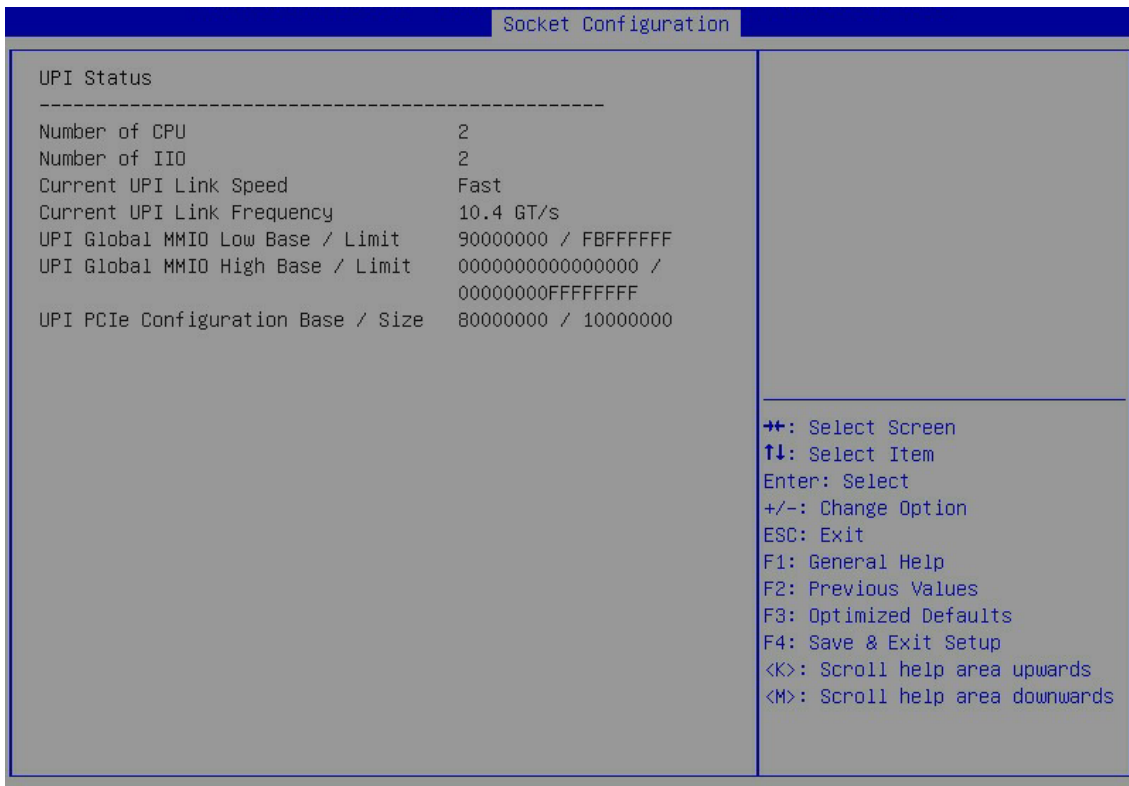 Socket Configuration
UPI Status
--------------------------------------------------
Number of CPU 2
Number of IIO 2
Current UPI Link Speed Fast
Current UPI Link Frequency 10.4 GT/s
UPI Global MMIO Low Base / Limit 90000000 / FBFFFFFF
UPI Global MMIO High Base / Limit 0000000000000000 /
00000000FFFFFFFF
UPI PCIe Configuration Base / Size 80000000 / 10000000
→←: Select Screen
↑↓: Select Item
Enter: Select
+/-: Change Option
ESC: Exit
F1: General Help
F2: Previous Values
F3: Optimized Defaults
F4: Save & Exit Setup
<K>: Scroll help area upwards
<M>: Scroll help area downwards